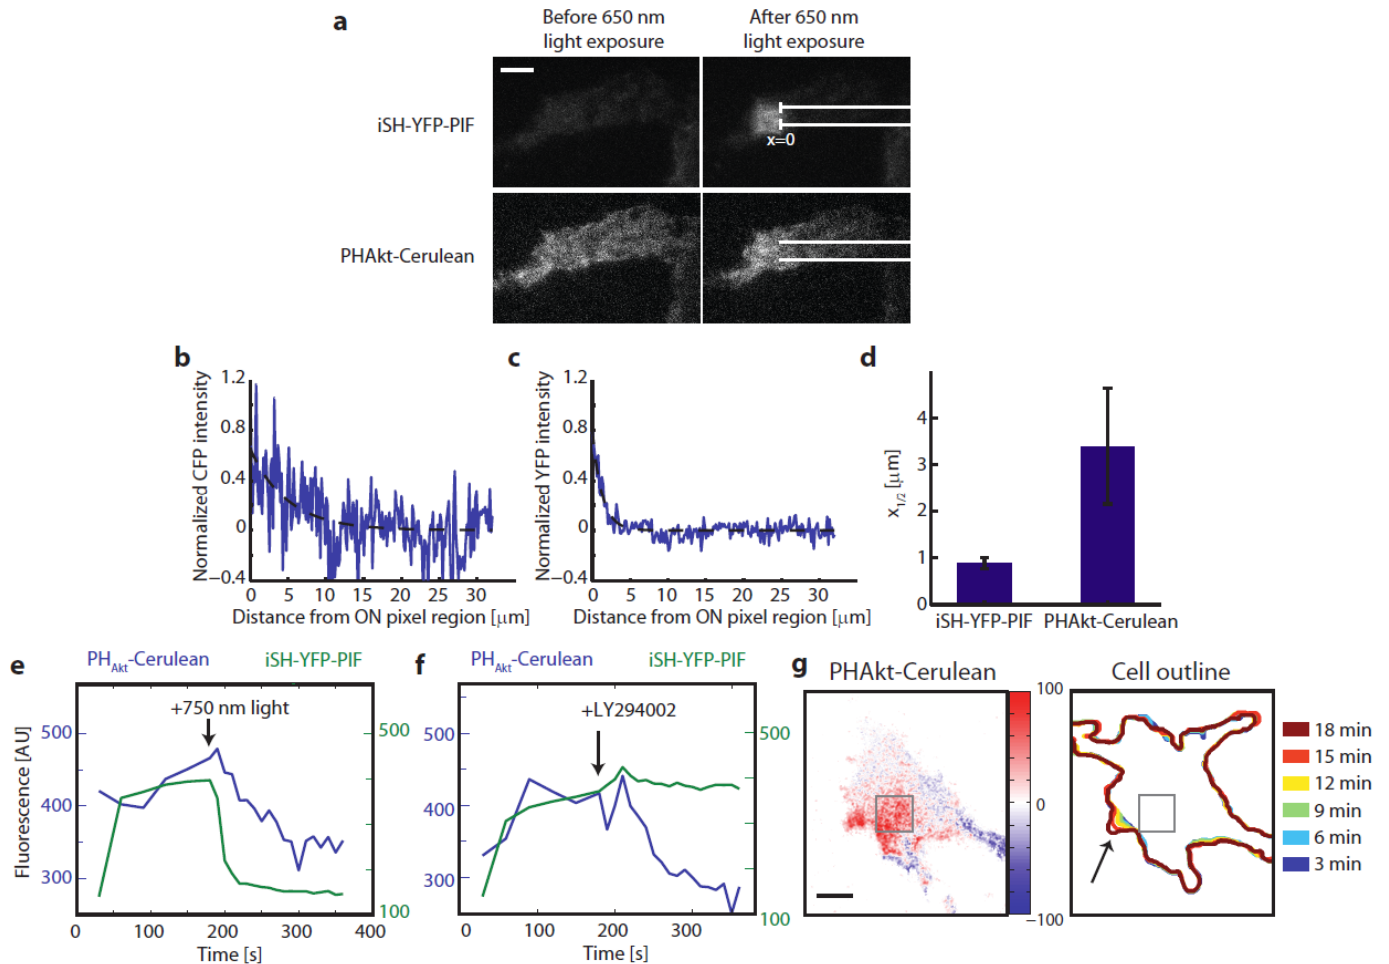 a
Before 650 nm
light exposure
After 650 nm
light exposure
iSH-YFP-PIF
x=0
PHAkt-Cerulean
b
Normalized CFP intensity
1.2
0.8
0.4
0
−0.4
0 5 10 15 20 25 30
Distance from ON pixel region [μm]
c
Normalized YFP intensity
1.2
0.8
0.4
0
−0.4
0 5 10 15 20 25 30
Distance from ON pixel region [μm]
d
x1/2 [μm]
4
3
2
1
0
iSH-YFP-PIF PHAkt-Cerulean
e
PHAkt-Cerulean iSH-YFP-PIF
+750 nm light
Fluorescence [AU]
500
400
300
500
100
0 100 200 300 400
Time [s]
f
PHAkt-Cerulean iSH-YFP-PIF
+LY294002
500
400
300
500
100
0 100 200 300
Time [s]
g
PHAkt-Cerulean
100
0
−100
Cell outline
18 min
15 min
12 min
9 min
6 min
3 min